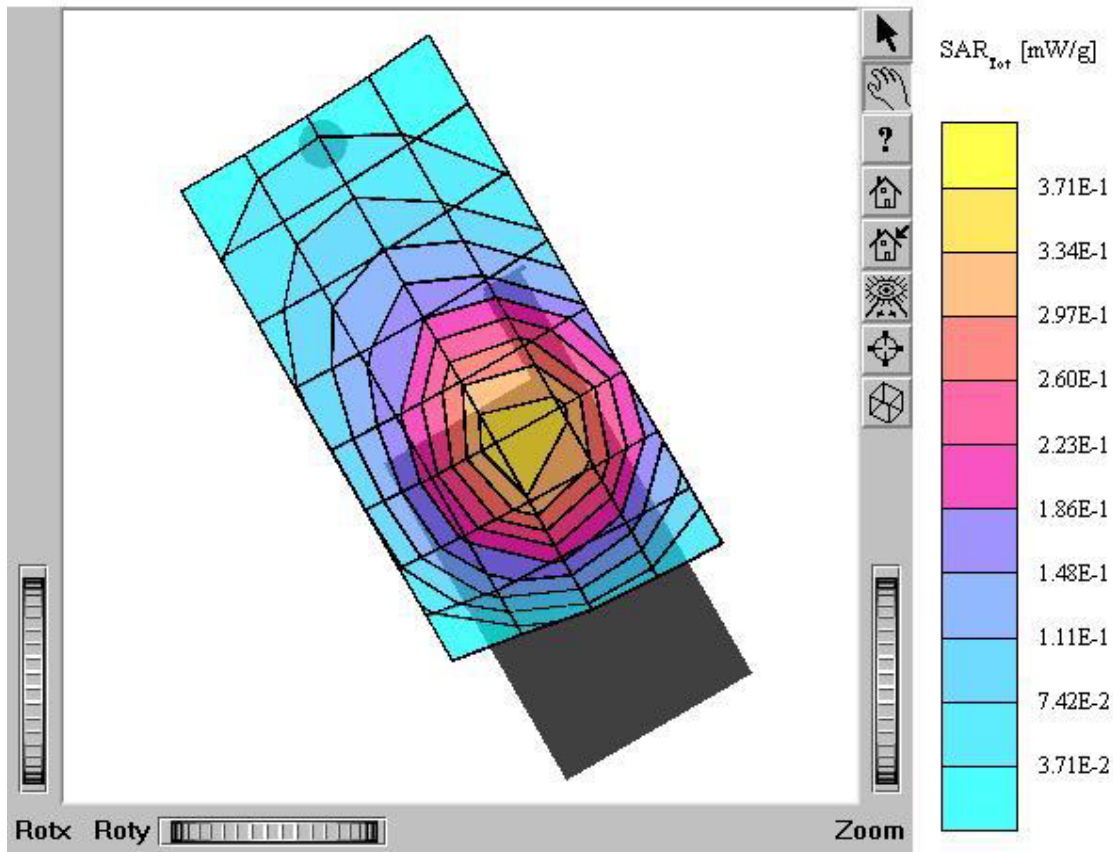 SAR_Tot [mW/g]
?
3.71E-1
3.34E-1
2.97E-1
2.60E-1
2.23E-1
1.86E-1
1.48E-1
1.11E-1
7.42E-2
3.71E-2
Rotx Roty Zoom